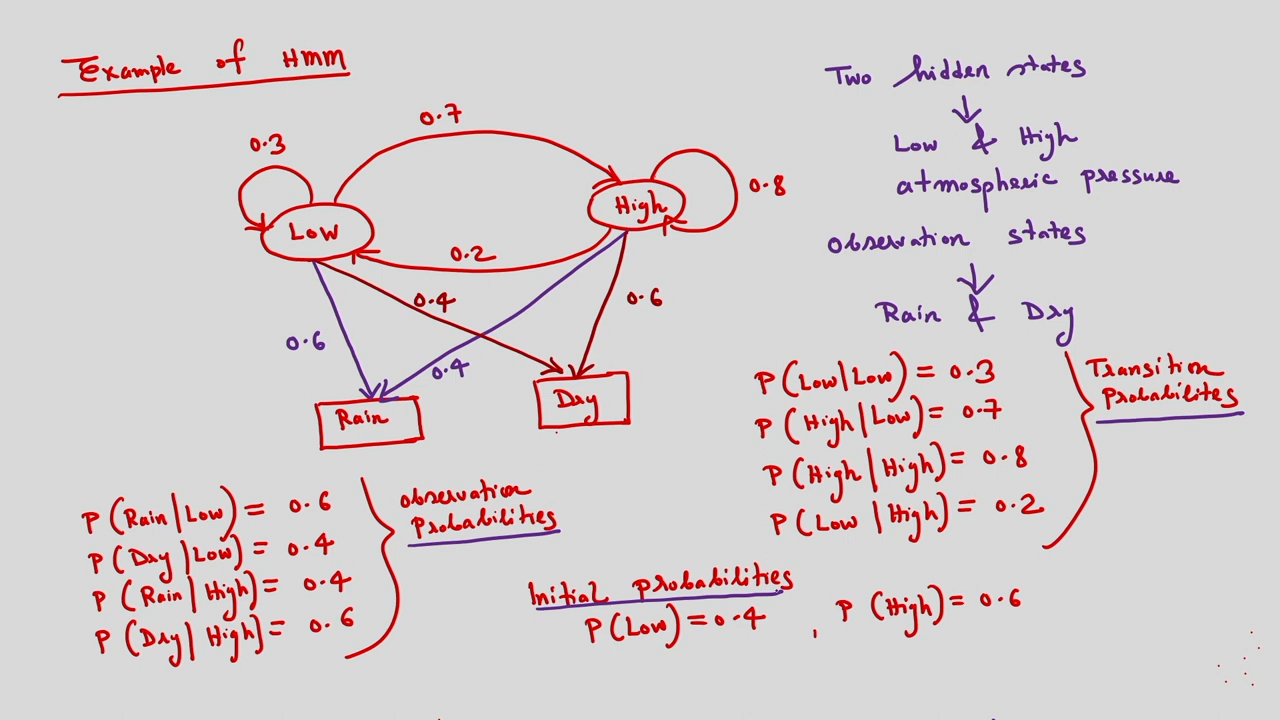 Example of HMM
0.7
0.3
0.8
High
Low
0.2
0.4
0.6
0.6
0.4
Rain
Dry
Two hidden states
Low & High
atmospheric pressure
Observation states
Rain & Dry
P(Low|Low) = 0.3
P(High|Low) = 0.7
P(High|High) = 0.8
P(Low|High) = 0.2
Transition
Probabilites
P(Rain|Low) = 0.6
P(Dry|Low) = 0.4
P(Rain|High) = 0.4
P(Dry|High) = 0.6
Observation
Probabilities
Initial probabilities
P(Low) = 0.4 , P(High) = 0.6